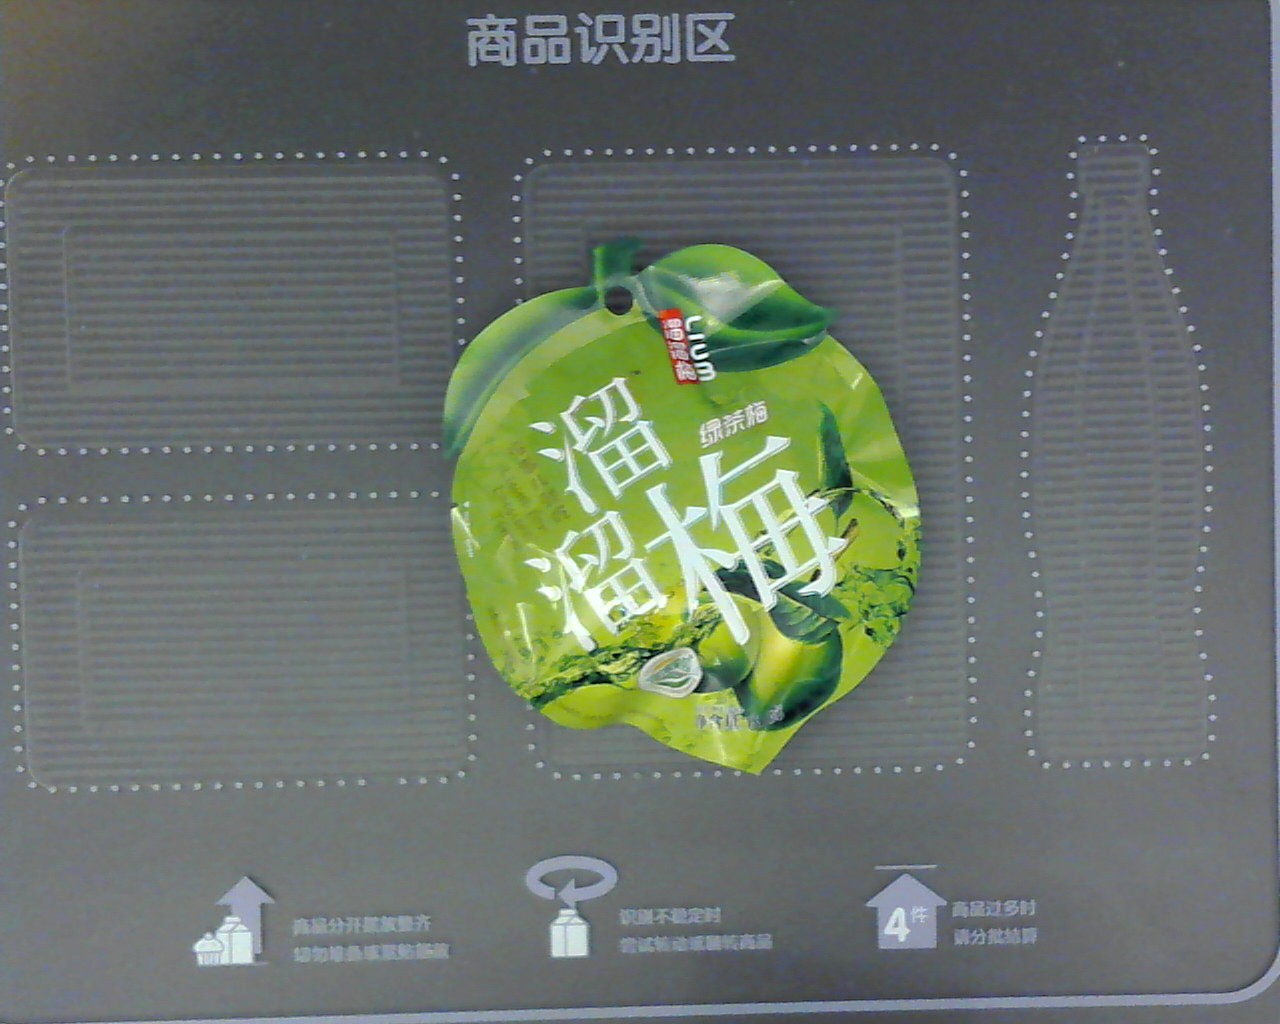 商品识别区
LIUM
溜溜梅
绿茶梅
溜溜梅
商品分开摆放整齐
识别不稳定时
尝试转动或翻转商品
4件
商品过多时
请分批结算